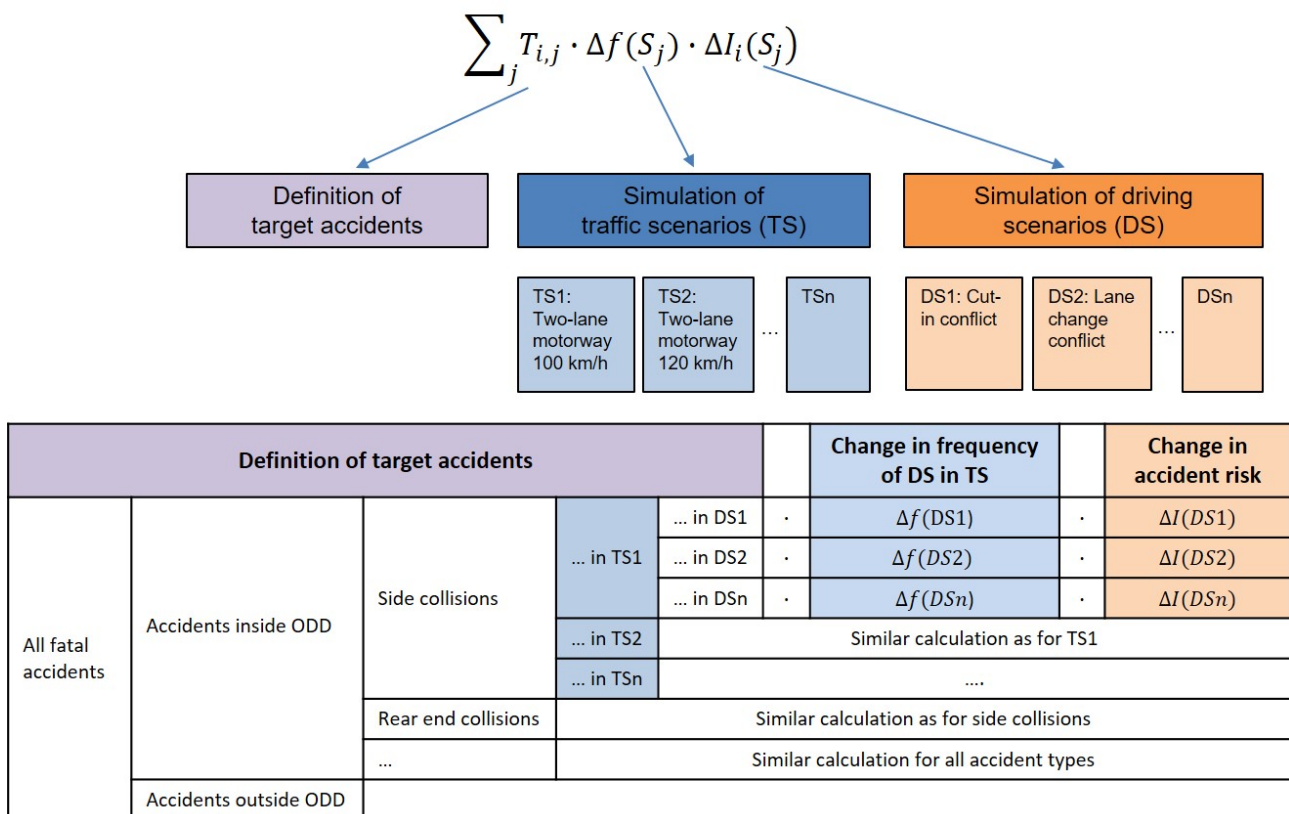 ∑_j T_{i,j} · Δf(S_j) · ΔI_i(S_j)
Definition of
target accidents
Simulation of
traffic scenarios (TS)
Simulation of driving
scenarios (DS)
TS1:
Two-lane
motorway
100 km/h
TS2:
Two-lane
motorway
120 km/h
...
TSn
DS1: Cut-
in conflict
DS2: Lane
change
conflict
...
DSn
Definition of target accidents
Change in frequency
of DS in TS
Change in
accident risk
All fatal
accidents
Accidents inside ODD
Side collisions
... in TS1
... in DS1 · Δf(DS1) · ΔI(DS1)
... in DS2 · Δf(DS2) · ΔI(DS2)
... in DSn · Δf(DSn) · ΔI(DSn)
... in TS2 Similar calculation as for TS1
... in TSn ....
Rear end collisions Similar calculation as for side collisions
... Similar calculation for all accident types
Accidents outside ODD